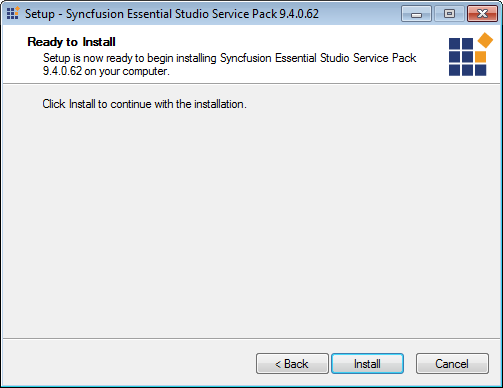 Setup - Syncfusion Essential Studio Service Pack 9.4.0.62
Ready to Install
Setup is now ready to begin installing Syncfusion Essential Studio Service Pack
9.4.0.62 on your computer.
Click Install to continue with the installation.
< Back
Install
Cancel